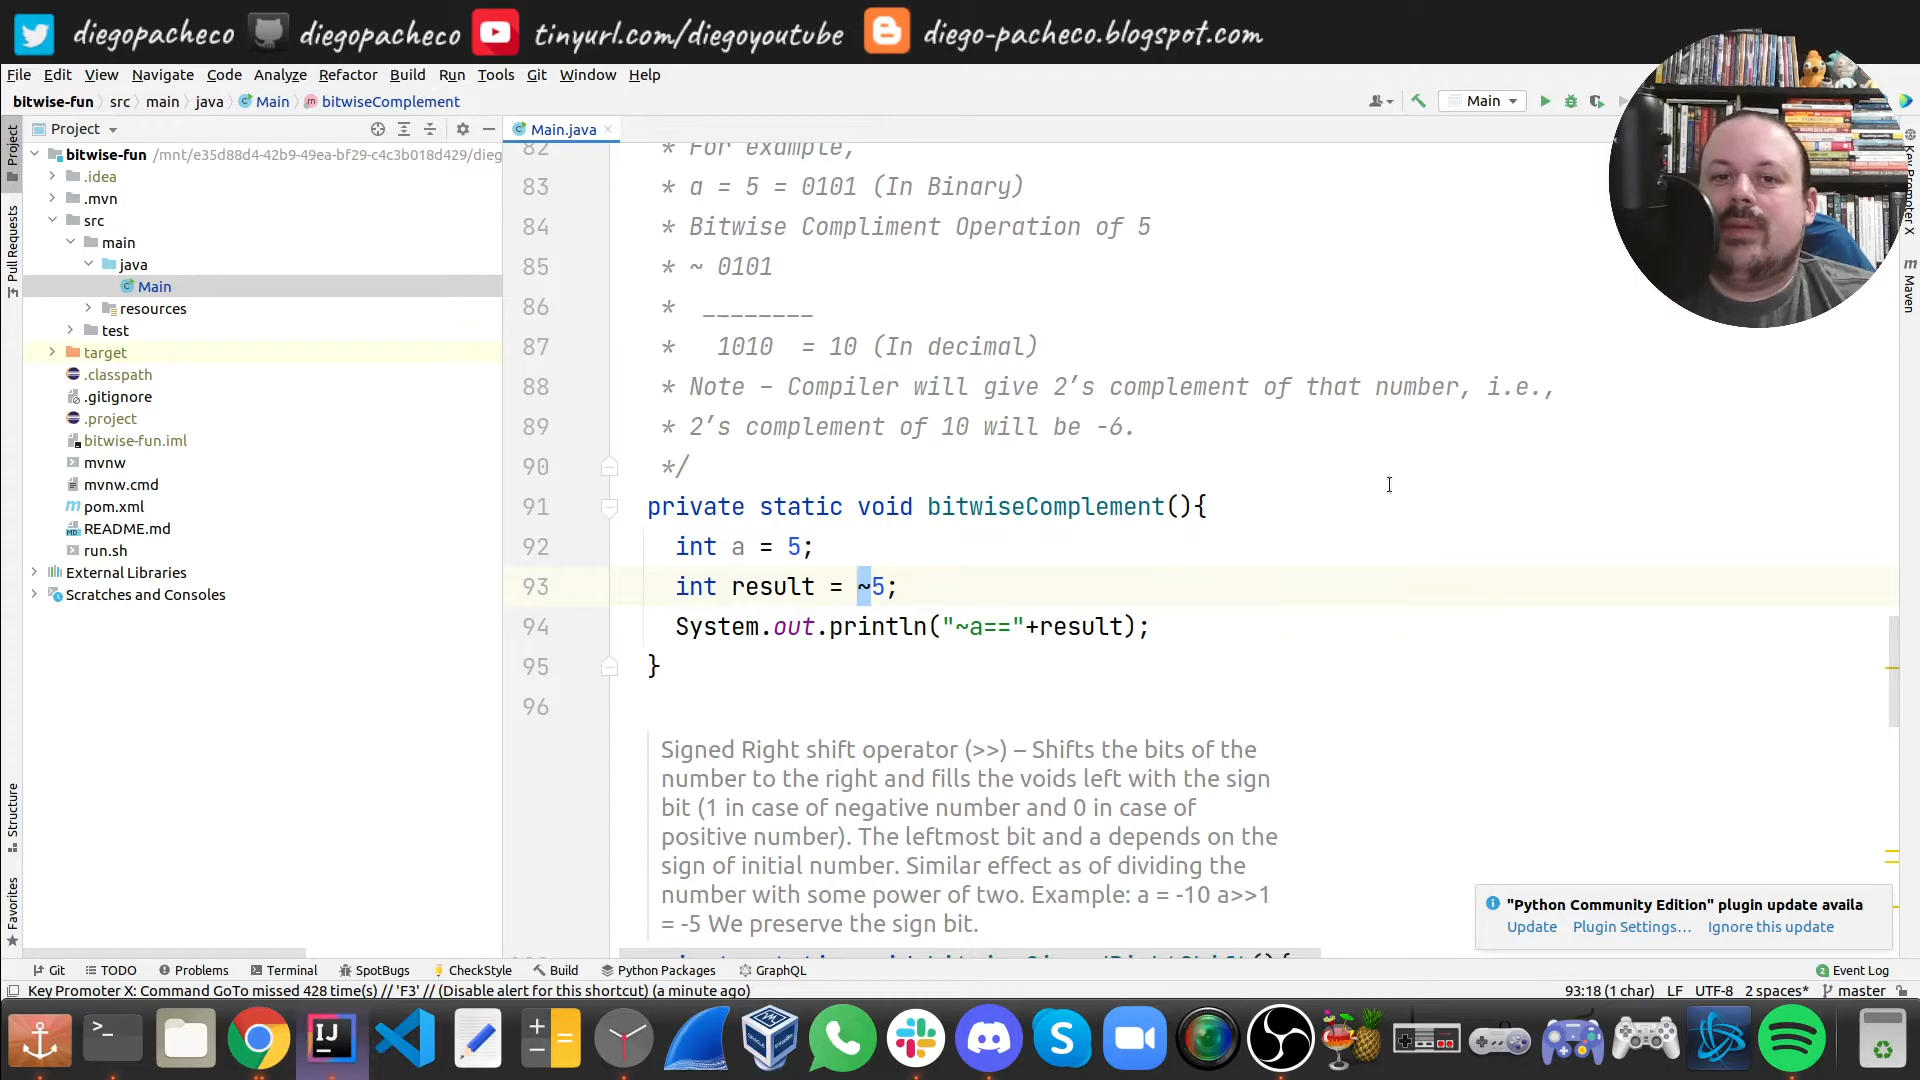 diegopacheco diegopacheco tinyurl.com/diegoyoutube diego-pacheco.blogspot.com
File Edit View Navigate Code Analyze Refactor Build Run Tools Git Window Help
bitwise-fun src main java Main bitwiseComplement
Main
Project
Main.java
bitwise-fun /mnt/e35d88d4-42b9-49ea-bf29-c4c3b018d429/dieg
.idea
.mvn
src
main
java
Main
resources
test
target
.classpath
.gitignore
.project
bitwise-fun.iml
mvnw
mvnw.cmd
pom.xml
README.md
run.sh
External Libraries
Scratches and Consoles
Project
Pull Requests
Structure
Favorites
82 * For example,
83 * a = 5 = 0101 (In Binary)
84 * Bitwise Compliment Operation of 5
85 * ~ 0101
86 * ________
87 * 1010 = 10 (In decimal)
88 * Note – Compiler will give 2’s complement of that number, i.e.,
89 * 2’s complement of 10 will be -6.
90 */
91 private static void bitwiseComplement(){
92 int a = 5;
93 int result = ~5;
94 System.out.println("~a=="+result);
95 }
96
Signed Right shift operator (>>) – Shifts the bits of the
number to the right and fills the voids left with the sign
bit (1 in case of negative number and 0 in case of
positive number). The leftmost bit and a depends on the
sign of initial number. Similar effect as of dividing the
number with some power of two. Example: a = -10 a>>1
= -5 We preserve the sign bit.
Key Promoter X
Maven
"Python Community Edition" plugin update availa
Update Plugin Settings... Ignore this update
Git TODO Problems Terminal SpotBugs CheckStyle Build Python Packages GraphQL 2 Event Log
Key Promoter X: Command GoTo missed 428 time(s) // 'F3' // (Disable alert for this shortcut) (a minute ago) 93:18 (1 char) LF UTF-8 2 spaces* master